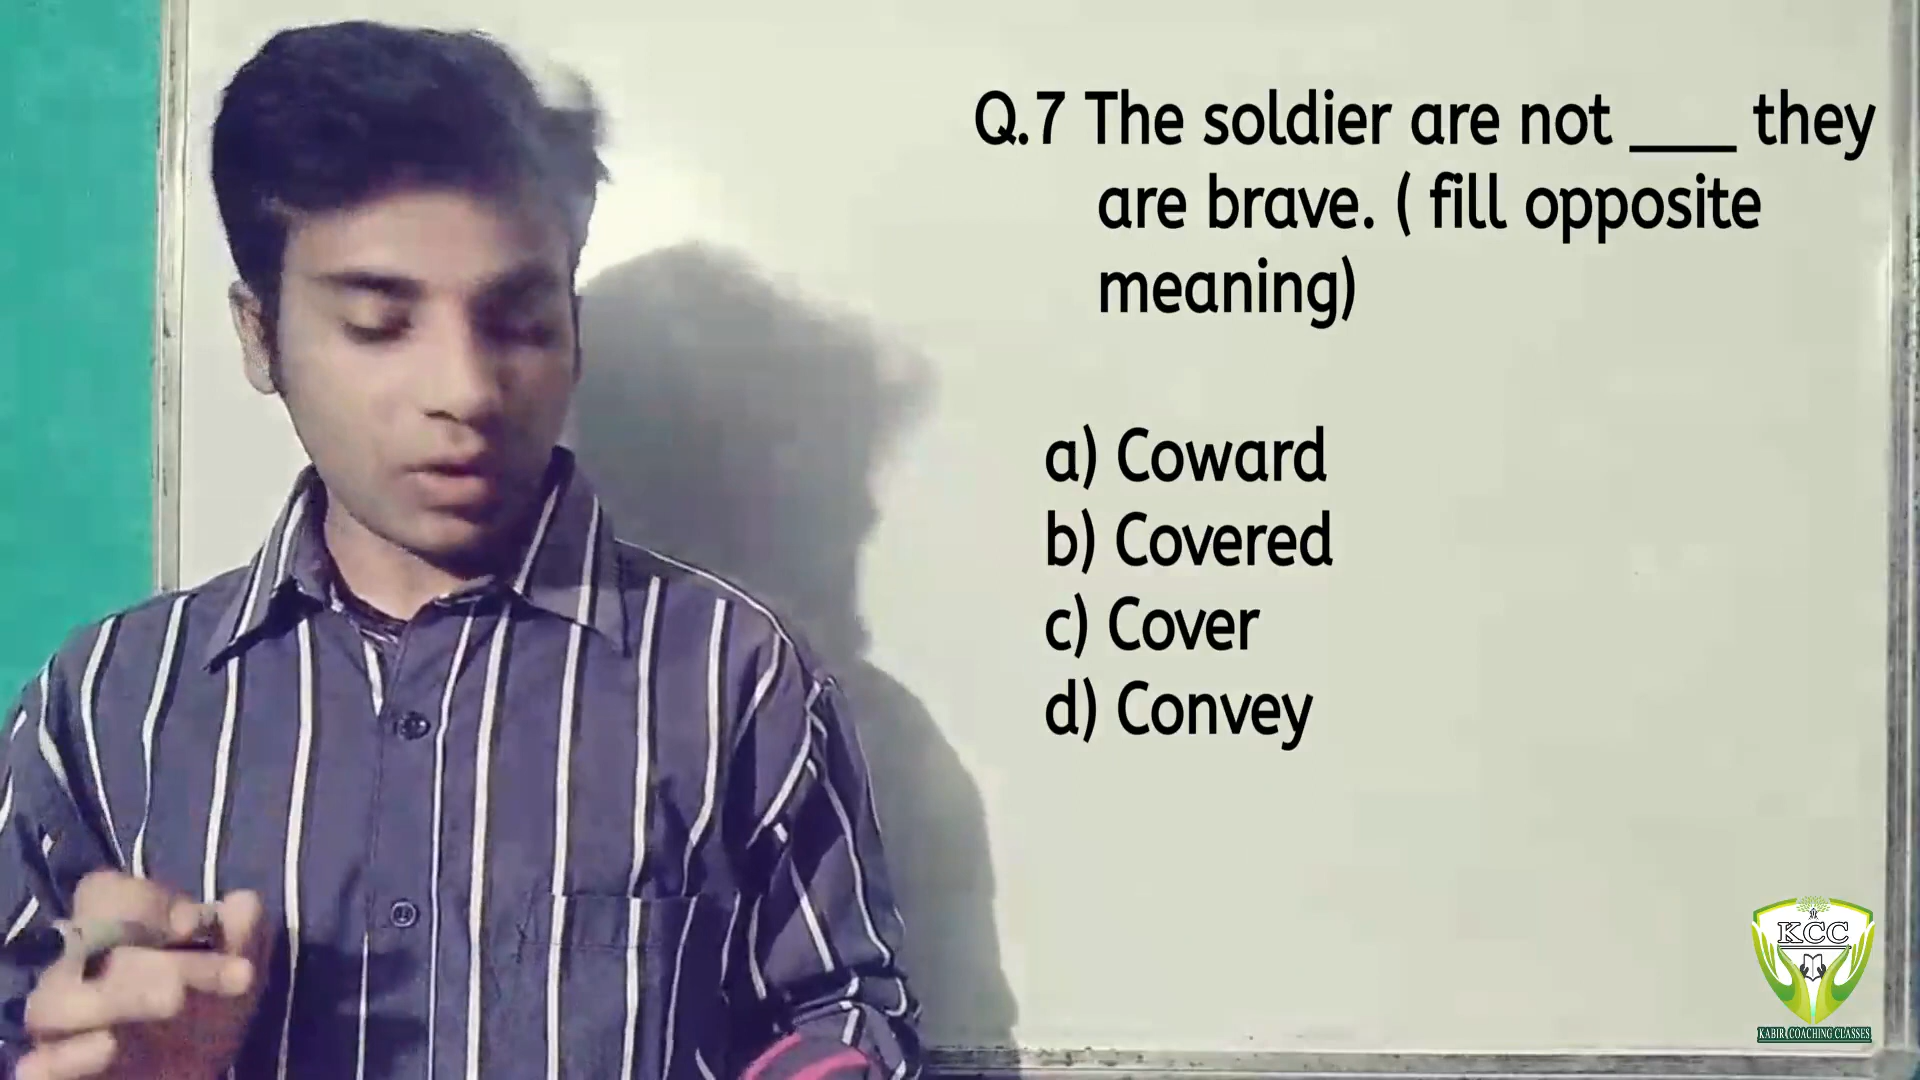 Q.7 The soldier are not ___ they
are brave. ( fill opposite
meaning)
a) Coward
b) Covered
c) Cover
d) Convey
KCC
KABIR COACHING CLASSES